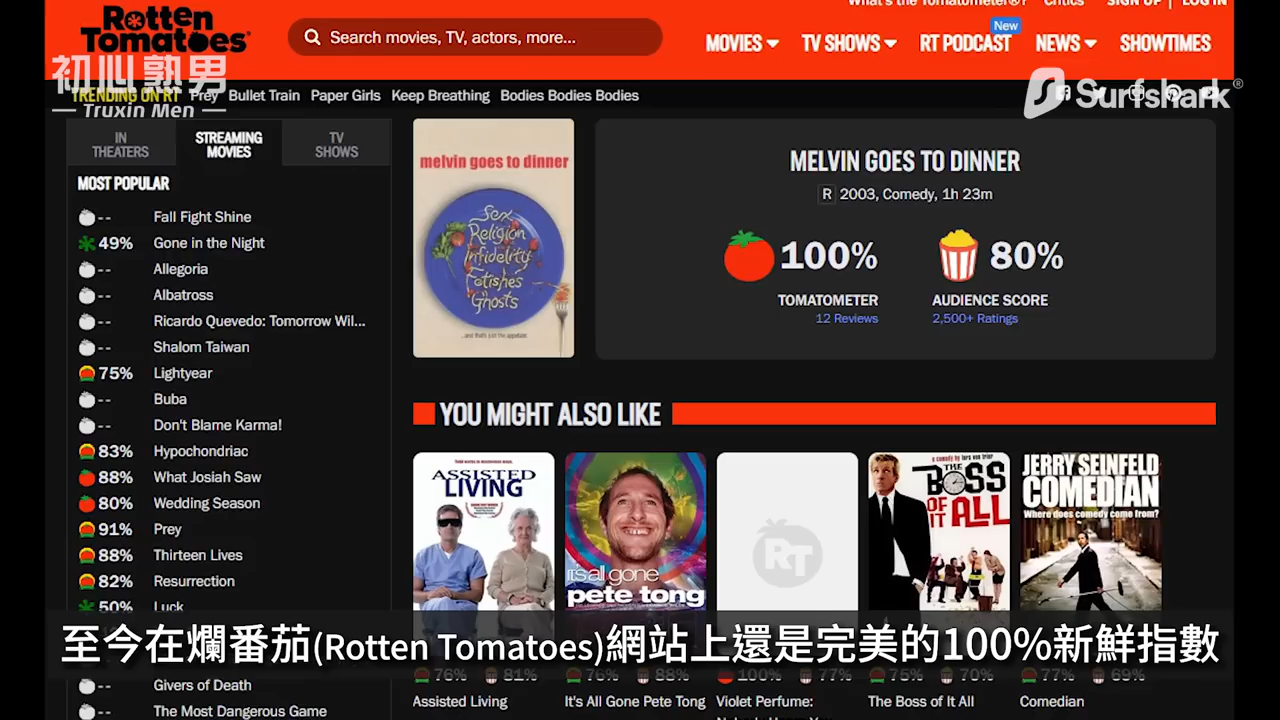 What's the Tomatometer®?
Critics
SIGN UP | LOG IN
Rotten
Tomatoes
Search movies, TV, actors, more...
MOVIES
TV SHOWS
New
RT PODCAST
NEWS
SHOWTIMES
初心熟男
Truxin Men
Surfshark®
TRENDING ON RT
Prey
Bullet Train
Paper Girls
Keep Breathing
Bodies Bodies Bodies
IN
THEATERS
STREAMING
MOVIES
TV
SHOWS
MOST POPULAR
-- Fall Fight Shine
49% Gone in the Night
-- Allegoria
-- Albatross
-- Ricardo Quevedo: Tomorrow Wil...
-- Shalom Taiwan
75% Lightyear
-- Buba
-- Don't Blame Karma!
83% Hypochondriac
88% What Josiah Saw
80% Wedding Season
91% Prey
88% Thirteen Lives
82% Resurrection
50% Luck
-- Givers of Death
-- The Most Dangerous Game
melvin goes to dinner
Sex
Religion
Infidelity
Fetishes
& Ghosts
...and that's just the appetizer.
MELVIN GOES TO DINNER
R 2003, Comedy, 1h 23m
100%
80%
TOMATOMETER
AUDIENCE SCORE
12 Reviews
2,500+ Ratings
YOU MIGHT ALSO LIKE
ASSISTED
LIVING
it's all gone
pete tong
RT
a comedy by lars von trier
THE
BOSS
OF
IT ALL
JERRY SEINFELD
COMEDIAN
Where does comedy come from?
至今在爛番茄(Rotten Tomatoes)網站上還是完美的100%新鮮指數
76% 81%
76% 88%
100% 77%
75% 70%
77% 69%
Assisted Living
It's All Gone Pete Tong
Violet Perfume:
The Boss of It All
Comedian